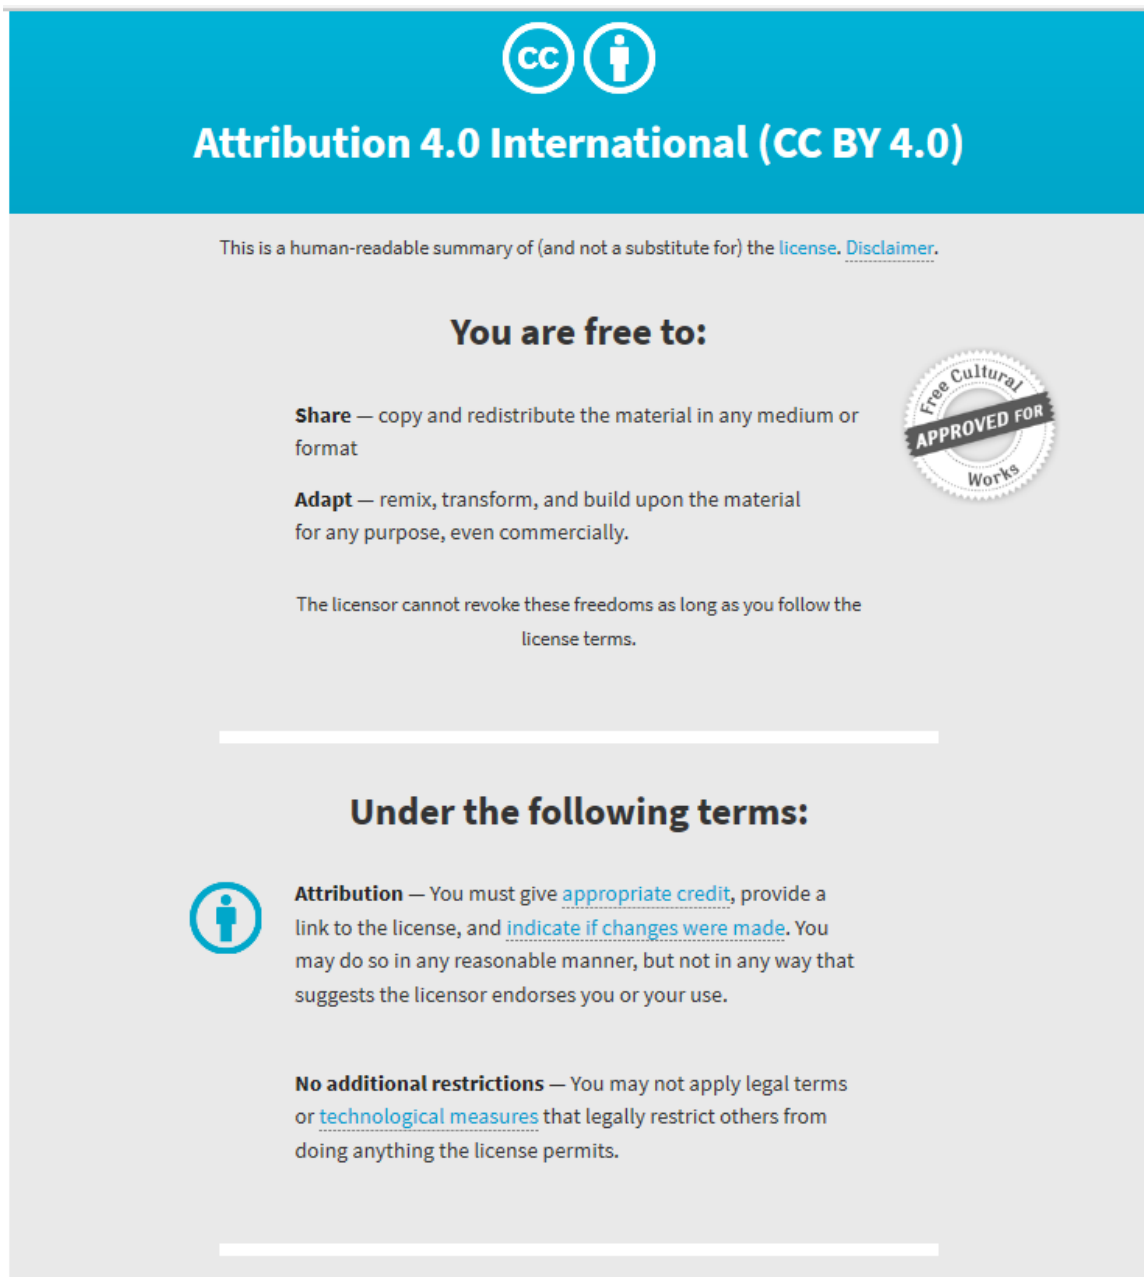 cc
Attribution 4.0 International (CC BY 4.0)
This is a human-readable summary of (and not a substitute for) the license. Disclaimer.
You are free to:
Share — copy and redistribute the material in any medium or
format
Adapt — remix, transform, and build upon the material
for any purpose, even commercially.
Free Cultural
APPROVED FOR
Works
The licensor cannot revoke these freedoms as long as you follow the
license terms.
Under the following terms:
Attribution — You must give appropriate credit, provide a
link to the license, and indicate if changes were made. You
may do so in any reasonable manner, but not in any way that
suggests the licensor endorses you or your use.
No additional restrictions — You may not apply legal terms
or technological measures that legally restrict others from
doing anything the license permits.